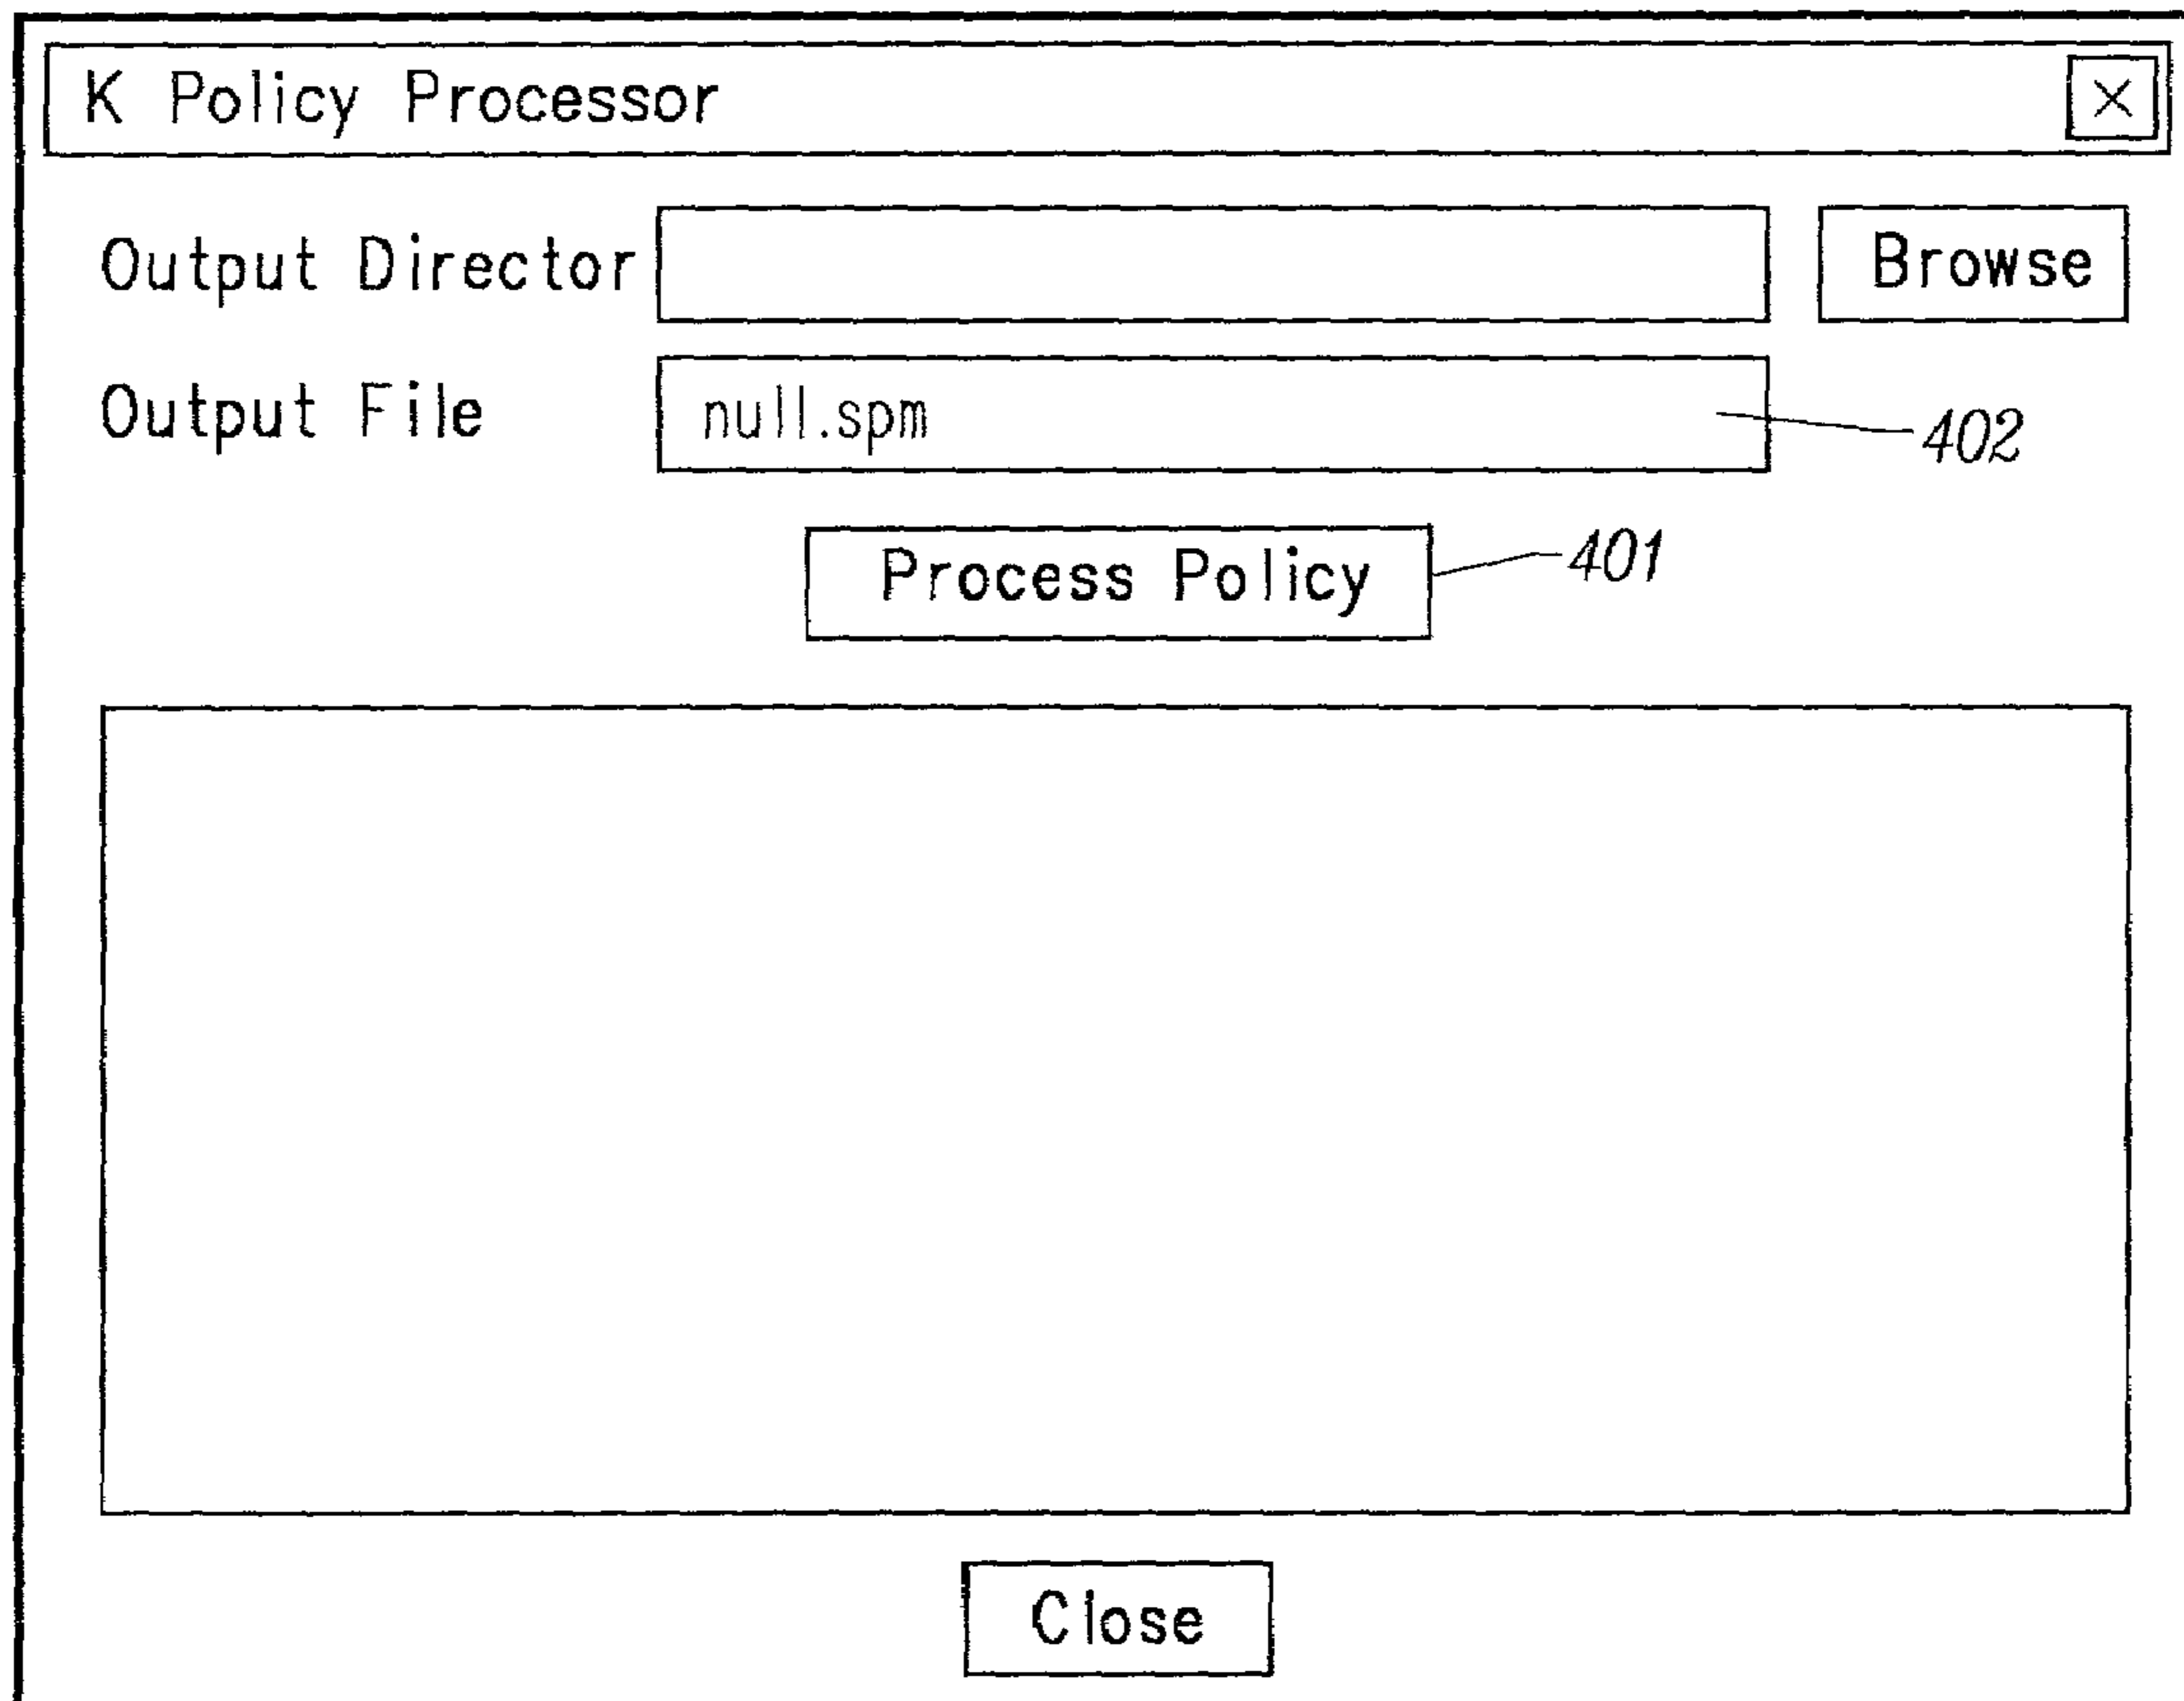 K Policy Processor X
Output Director Browse
Output File null.spm 402
Process Policy 401
Close